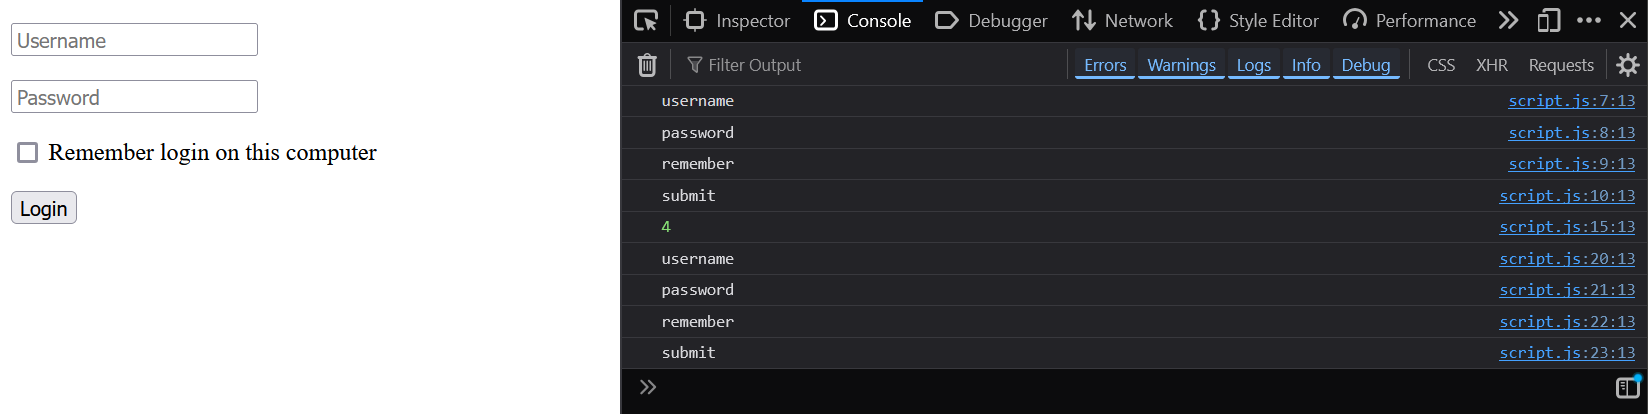 Username
Password
Remember login on this computer
Login
Inspector Console Debugger Network Style Editor Performance
Filter Output Errors Warnings Logs Info Debug CSS XHR Requests
username script.js:7:13
password script.js:8:13
remember script.js:9:13
submit script.js:10:13
4 script.js:15:13
username script.js:20:13
password script.js:21:13
remember script.js:22:13
submit script.js:23:13